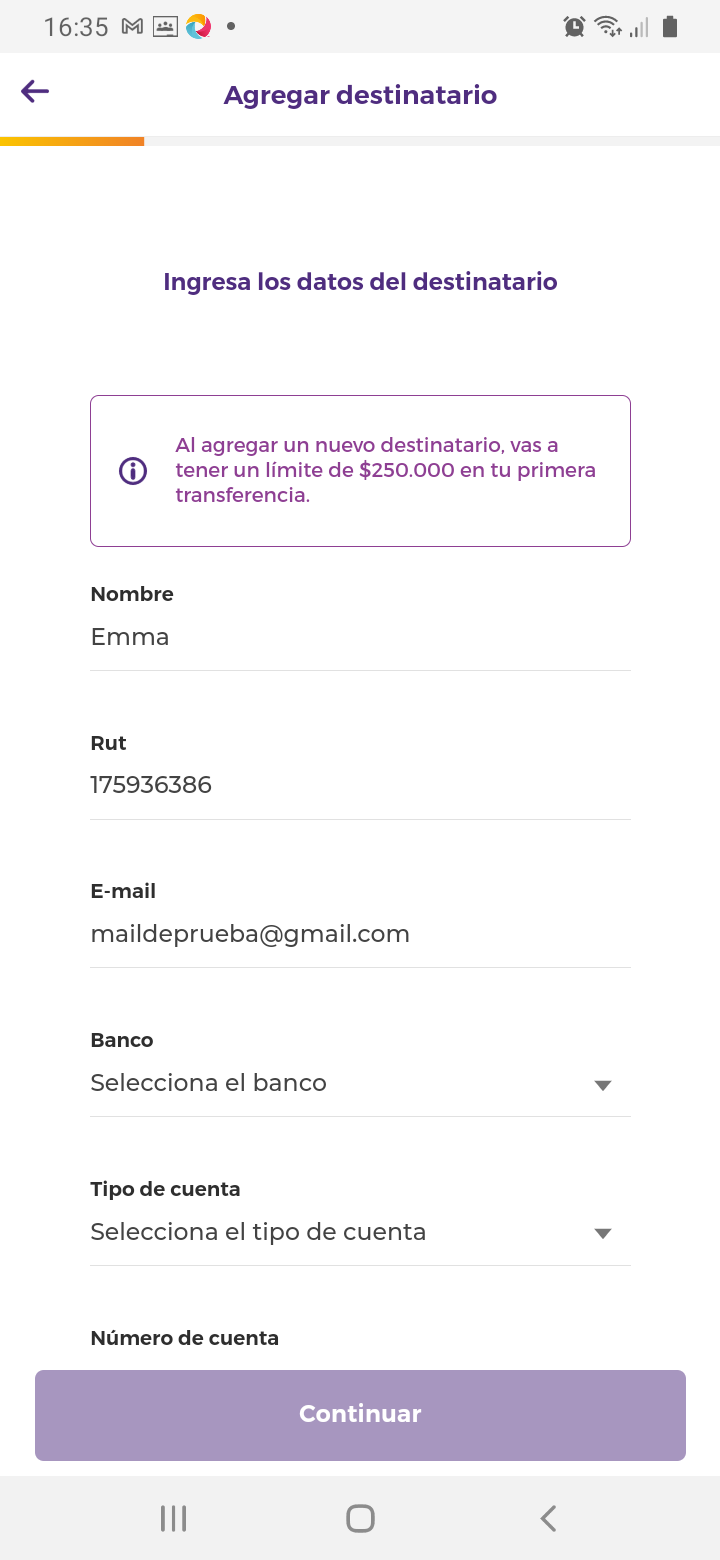 16:35
Agregar destinatario
Ingresa los datos del destinatario
Al agregar un nuevo destinatario, vas a
tener un límite de $250.000 en tu primera
transferencia.
Nombre
Emma
Rut
175936386
E-mail
maildeprueba@gmail.com
Banco
Selecciona el banco
Tipo de cuenta
Selecciona el tipo de cuenta
Número de cuenta
Continuar